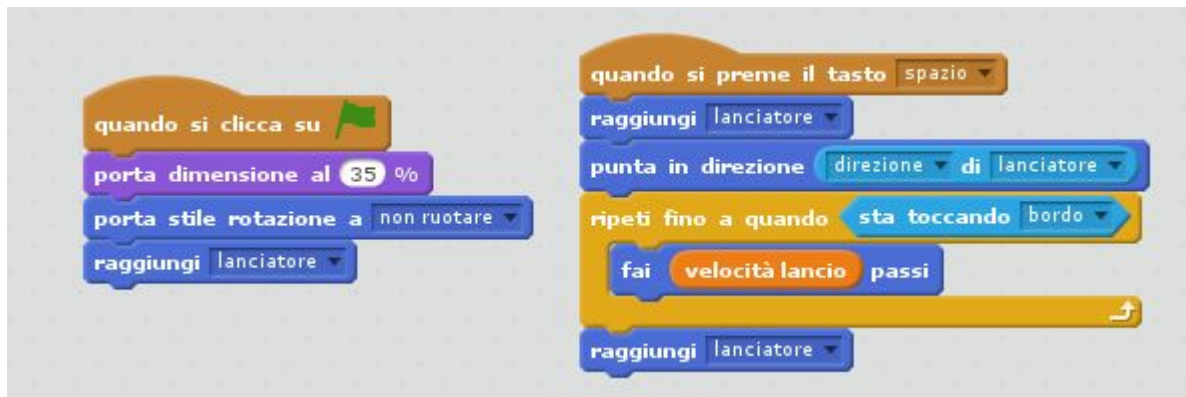 quando si clicca su
porta dimensione al 35 %
porta stile rotazione a non ruotare
raggiungi lanciatore
quando si preme il tasto spazio
raggiungi lanciatore
punta in direzione direzione di lanciatore
ripeti fino a quando sta toccando bordo
fai velocità lancio passi
raggiungi lanciatore